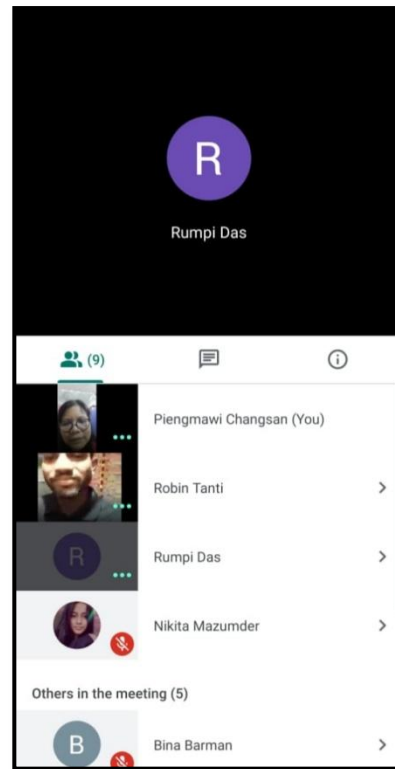 R
Rumpi Das
(9)
Piengmawi Changsan (You)
Robin Tanti
R
Rumpi Das
Nikita Mazumder
Others in the meeting (5)
B
Bina Barman